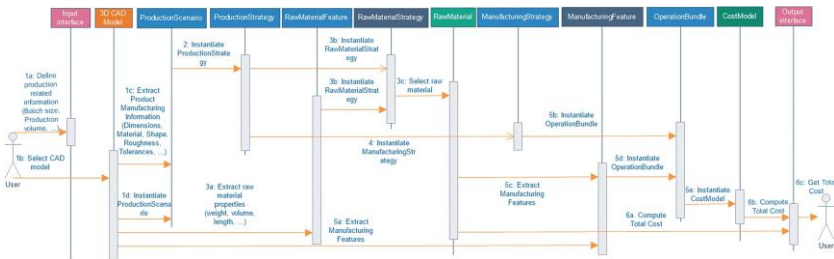 Input
interface
3D CAD
Model
ProductionScenario
ProductionStrategy
RawMaterialFeature
RawMaterialStrategy
RawMaterial
ManufacturingStrategy
ManufacturingFeature
OperationBundle
CostModel
Output
interface
1a: Define
production
related
information
(Batch size,
Production
volume, ...)
1b: Select CAD
model
User
1c: Extract
Product
Manufacturing
Information
(Dimensions,
Material, Shape,
Roughness,
Tolerances, ...)
1d: Instantiate
ProductionScena
rio
2: Instantiate
ProductionStrate
gy
3a: Extract raw
material
properties
(weight, volume,
length, ...)
5a: Extract
Manufacturing
Features
3b: Instantiate
RawMaterialStrat
egy
3b: Instantiate
RawMaterialStrat
egy
3c: Select raw
material
4: Instantiate
ManufacturingStr
ategy
5b: Instantiate
OperationBundle
5c: Extract
Manufacturing
Features
5d: Instantiate
OperationBundle
5e: Instantiate
CostModel
6a: Compute
Total Cost
6b: Compute
Total Cost
6c: Get Total
Cost
User